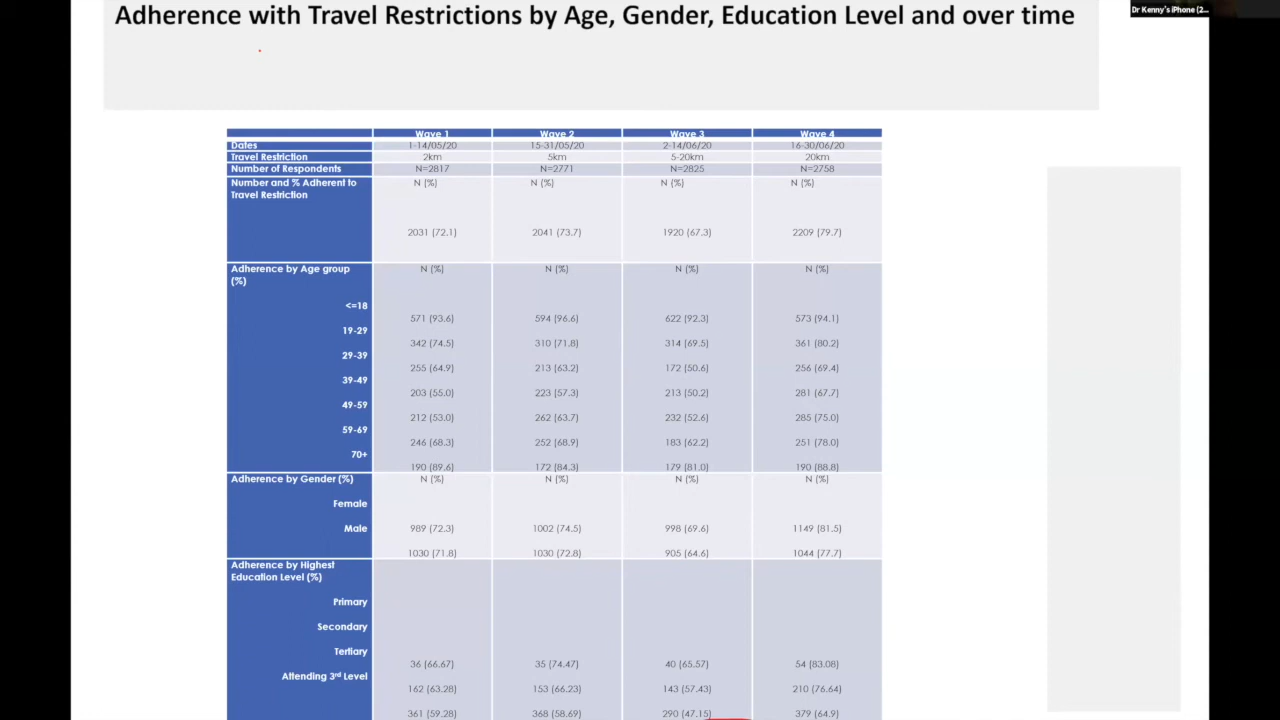 Adherence with Travel Restrictions by Age, Gender, Education Level and over time
Dr Kenny's iPhone (2...
Wave 1 Wave 2 Wave 3 Wave 4
Dates 1-14/05/20 15-31/05/20 2-14/06/20 16-30/06/20
Travel Restriction 2km 5km 5-20km 20km
Number of Respondents N=2817 N=2771 N=2825 N=2758
Number and % Adherent to N (%) N (%) N (%) N (%)
Travel Restriction
2031 (72.1) 2041 (73.7) 1920 (67.3) 2209 (79.7)
Adherence by Age group N (%) N (%) N (%) N (%)
(%)
<=18
571 (93.6) 594 (96.6) 622 (92.3) 573 (94.1)
19-29
342 (74.5) 310 (71.8) 314 (69.5) 361 (80.2)
29-39
255 (64.9) 213 (63.2) 172 (50.6) 256 (69.4)
39-49
203 (55.0) 223 (57.3) 213 (50.2) 281 (67.7)
49-59
212 (53.0) 262 (63.7) 232 (52.6) 285 (75.0)
59-69
246 (68.3) 252 (68.9) 183 (62.2) 251 (78.0)
70+
190 (89.6) 172 (84.3) 179 (81.0) 190 (88.8)
Adherence by Gender (%) N (%) N (%) N (%) N (%)
Female
Male 989 (72.3) 1002 (74.5) 998 (69.6) 1149 (81.5)
1030 (71.8) 1030 (72.8) 905 (64.6) 1044 (77.7)
Adherence by Highest
Education Level (%)
Primary
Secondary
Tertiary
36 (66.67) 35 (74.47) 40 (65.57) 54 (83.08)
Attending 3rd Level
162 (63.28) 153 (66.23) 143 (57.43) 210 (76.64)
361 (59.28) 368 (58.69) 290 (47.15) 379 (64.9)